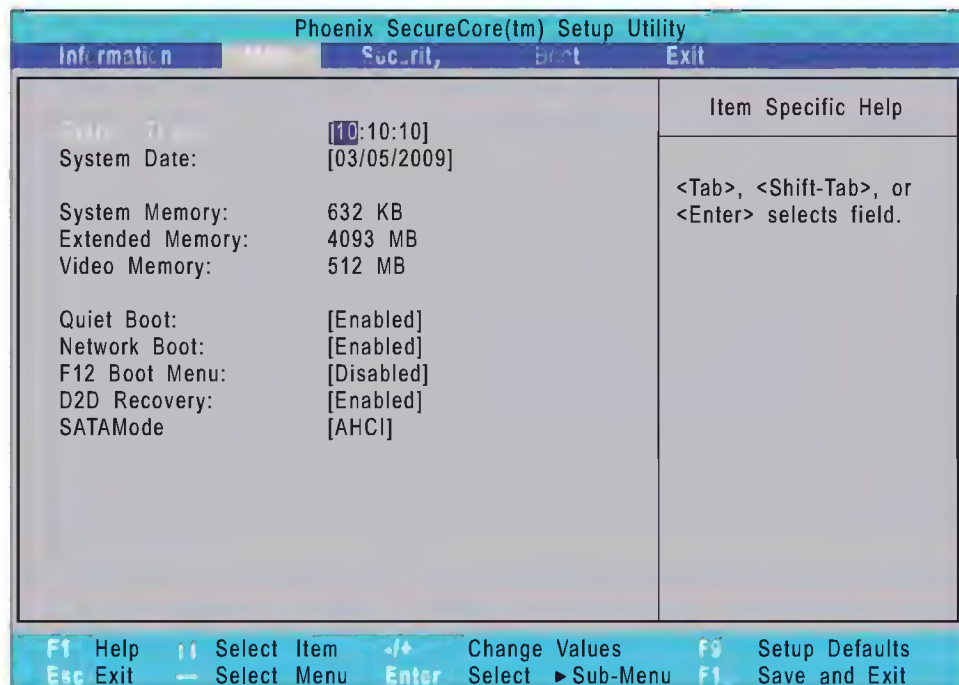 Phoenix SecureCore(tm) Setup Utility
Exit
Item Specific Help
[10:10:10]
System Date: [03/05/2009]
<Tab>, <Shift-Tab>, or
<Enter> selects field.
System Memory: 632 KB
Extended Memory: 4093 MB
Video Memory: 512 MB
Quiet Boot: [Enabled]
Network Boot: [Enabled]
F12 Boot Menu: [Disabled]
D2D Recovery: [Enabled]
SATAMode [AHCI]
F1 Help Select Item -/+ Change Values F9 Setup Defaults
Esc Exit Select Menu Enter Select ▸Sub-Menu Save and Exit